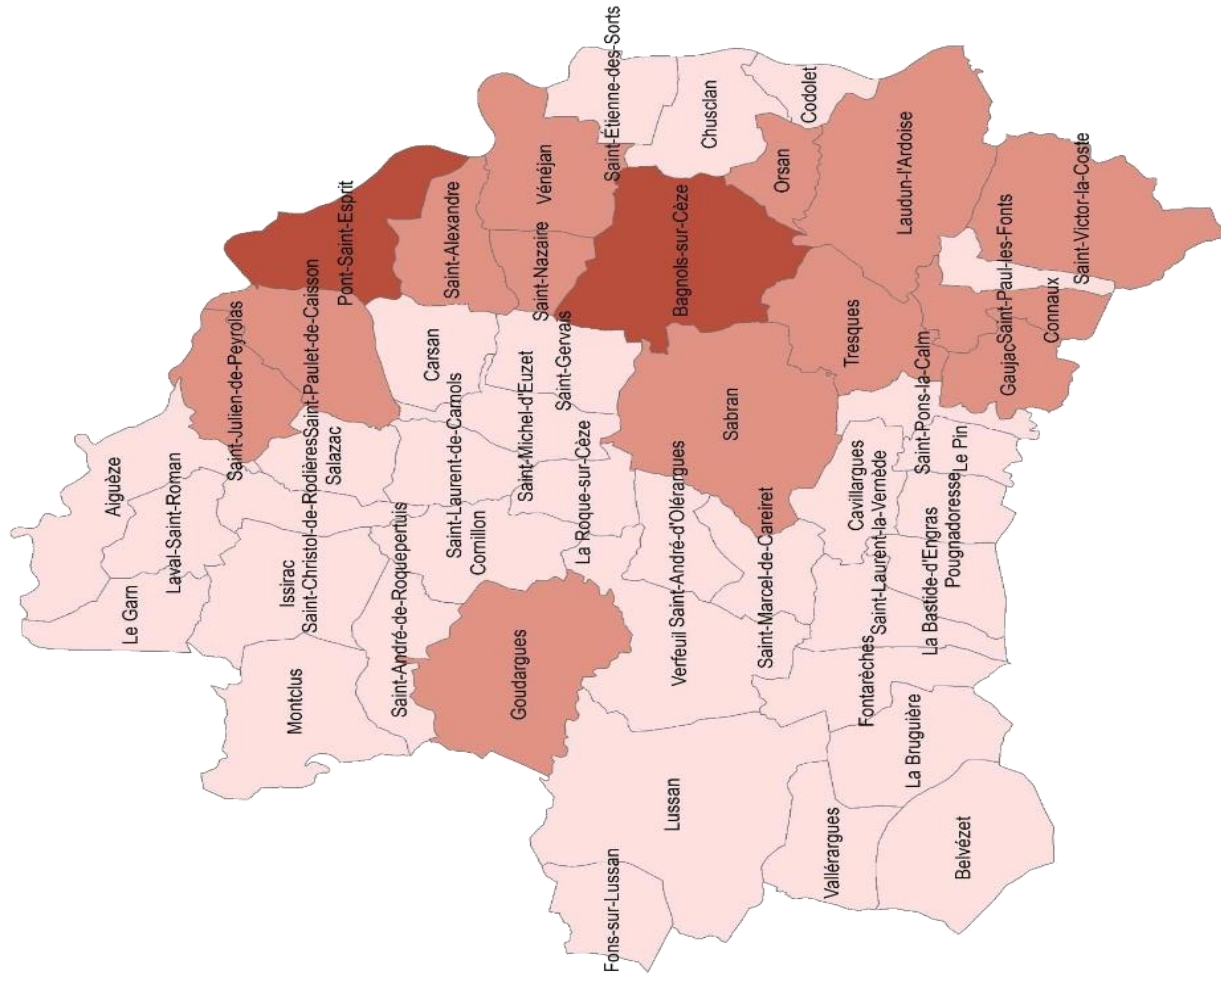 Aiguèze
Laval-Saint-Roman
Le Garn
Saint-Julien-de-Peyrolas
Saint-Paulet-de-Caisson
Pont-Saint-Esprit
Salazac
Saint-Christol-de-Rodières
Issirac
Montclus
Saint-André-de-Roquepertuis
Carsan
Saint-Laurent-de-Carnols
Cornillon
Saint-Alexandre
Vénéjan
Saint-Nazaire
Saint-Gervais
Saint-Michel-d'Euzet
La Roque-sur-Cèze
Goudargues
Saint-Étienne-des-Sorts
Chusclan
Codolet
Orsan
Bagnols-sur-Cèze
Sabran
Saint-André-d'Olérargues
Verfeuil
Saint-Marcel-de-Careiret
Lussan
Fons-sur-Lussan
Laudun-l'Ardoise
Tresques
Cavillargues
Saint-Pons-la-Calm
Saint-Laurent-la-Vernède
Fontarèches
Vallérargues
Saint-Victor-la-Coste
Saint-Paul-les-Fonts
Connaux
Gaujac
Le Pin
Pougnadoresse
La Bastide-d'Engras
La Bruguière
Belvézet